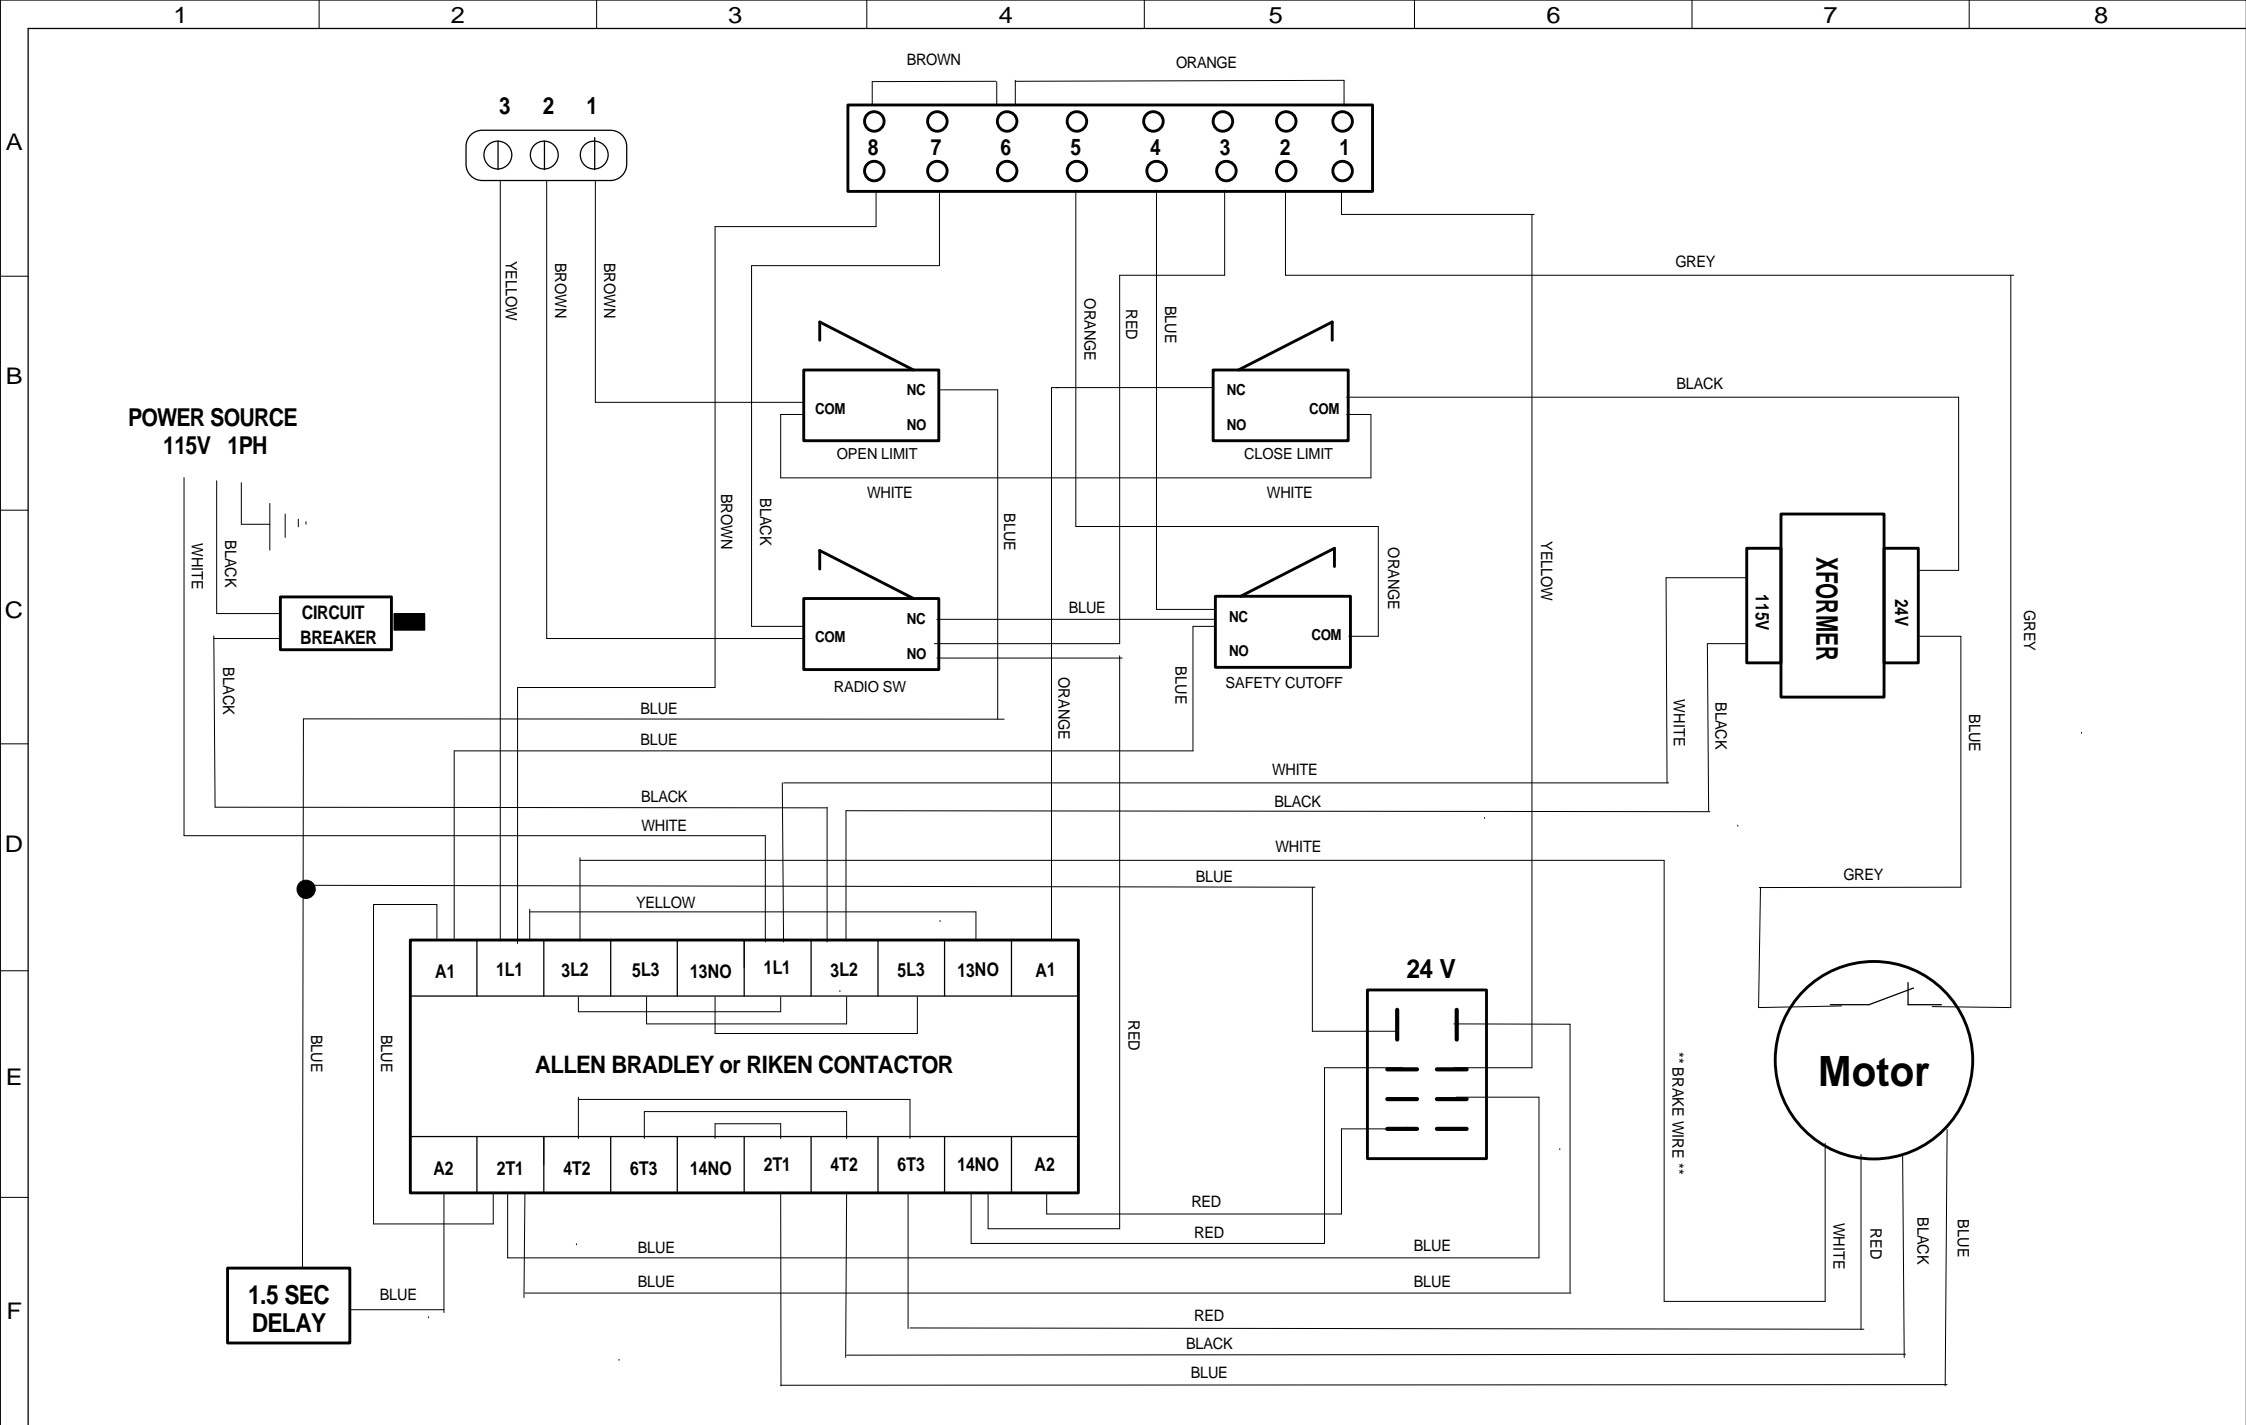 1 2 3 4 5 6 7 8
BROWN
ORANGE
3 2 1
A
8 7 6 5 4 3 2 1
YELLOW
BROWN
BROWN
GREY
ORANGE
RED
BLUE
B
NC
COM
NO
OPEN LIMIT
NC
COM
NO
CLOSE LIMIT
BLACK
POWER SOURCE
115V 1PH
WHITE
WHITE
BROWN
BLACK
BLUE
WHITE
BLACK
ORANGE
YELLOW
C
CIRCUIT
BREAKER
NC
COM
NO
RADIO SW
BLUE
NC
COM
NO
SAFETY CUTOFF
115V
XFORMER
24V
GREY
BLACK
BLUE
ORANGE
BLUE
BLUE
WHITE
BLACK
BLUE
WHITE
BLACK
BLACK
WHITE
D
WHITE
BLUE
GREY
YELLOW
A1 1L1 3L2 5L3 13NO 1L1 3L2 5L3 13NO A1
24 V
BLUE
BLUE
RED
E
ALLEN BRADLEY or RIKEN CONTACTOR
** BRAKE WIRE **
Motor
A2 2T1 4T2 6T3 14NO 2T1 4T2 6T3 14NO A2
RED
RED
WHITE
RED
BLACK
BLUE
BLUE
BLUE
BLUE
BLUE
1.5 SEC
DELAY
BLUE
F
RED
BLACK
BLUE